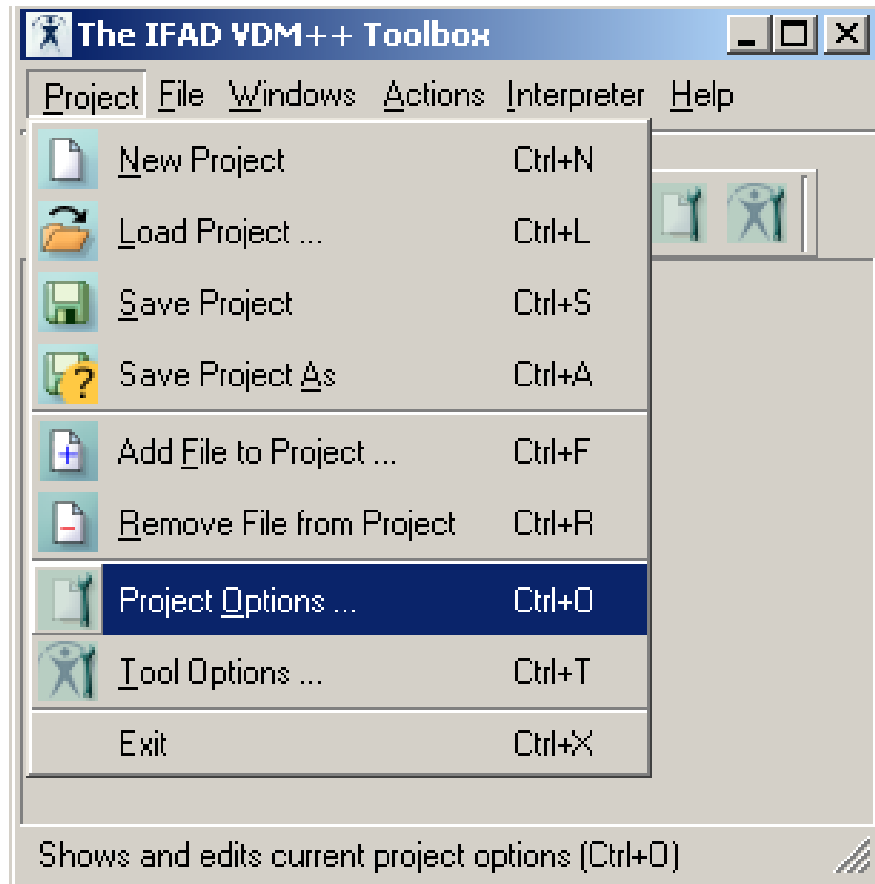 The IFAD VDM++ Toolbox
Project File Windows Actions Interpreter Help
New Project Ctrl+N
Load Project ... Ctrl+L
Save Project Ctrl+S
Save Project As Ctrl+A
Add File to Project ... Ctrl+F
Remove File from Project Ctrl+R
Project Options ... Ctrl+O
Tool Options ... Ctrl+T
Exit Ctrl+X
Shows and edits current project options (Ctrl+O)